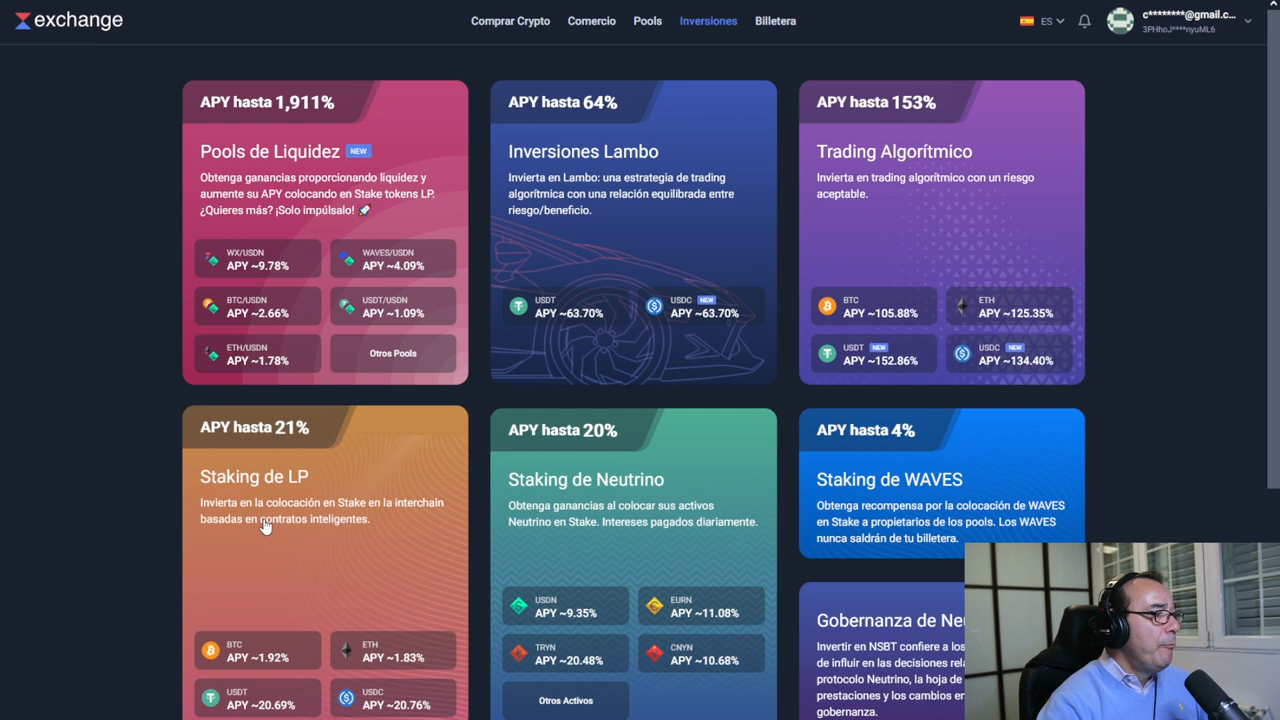 exchange
Comprar Crypto
Comercio
Pools
Inversiones
Billetera
ES
c********@gmail.c...
3PHhoJ****nyuML6
APY hasta 1,911%
Pools de Liquidez NEW
Obtenga ganancias proporcionando liquidez y
aumente su APY colocando en Stake tokens LP.
¿Quieres más? ¡Solo impúlsalo! 🚀
WX/USDN
APY ~9.78%
WAVES/USDN
APY ~4.09%
BTC/USDN
APY ~2.66%
USDT/USDN
APY ~1.09%
ETH/USDN
APY ~1.78%
Otros Pools
APY hasta 64%
Inversiones Lambo
Invierta en Lambo: una estrategia de trading
algorítmica con una relación equilibrada entre
riesgo/beneficio.
USDT
APY ~63.70%
USDC NEW
APY ~63.70%
APY hasta 153%
Trading Algorítmico
Invierta en trading algorítmico con un riesgo
aceptable.
BTC
APY ~105.88%
ETH
APY ~125.35%
USDT NEW
APY ~152.86%
USDC NEW
APY ~134.40%
APY hasta 21%
Staking de LP
Invierta en la colocación en Stake en la interchain
basadas en contratos inteligentes.
BTC
APY ~1.92%
ETH
APY ~1.83%
USDT
APY ~20.69%
USDC
APY ~20.76%
APY hasta 20%
Staking de Neutrino
Obtenga ganancias al colocar sus activos
Neutrino en Stake. Intereses pagados diariamente.
USDN
APY ~9.35%
EURN
APY ~11.08%
TRYN
APY ~20.48%
CNYN
APY ~10.68%
Otros Activos
APY hasta 4%
Staking de WAVES
Obtenga recompensa por la colocación de WAVES
en Stake a propietarios de los pools. Los WAVES
nunca saldrán de tu billetera.
Gobernanza de Neu
Invertir en NSBT confiere a los
de influir en las decisiones rela
protocolo Neutrino, la hoja de
prestaciones y los cambios en
gobernanza.